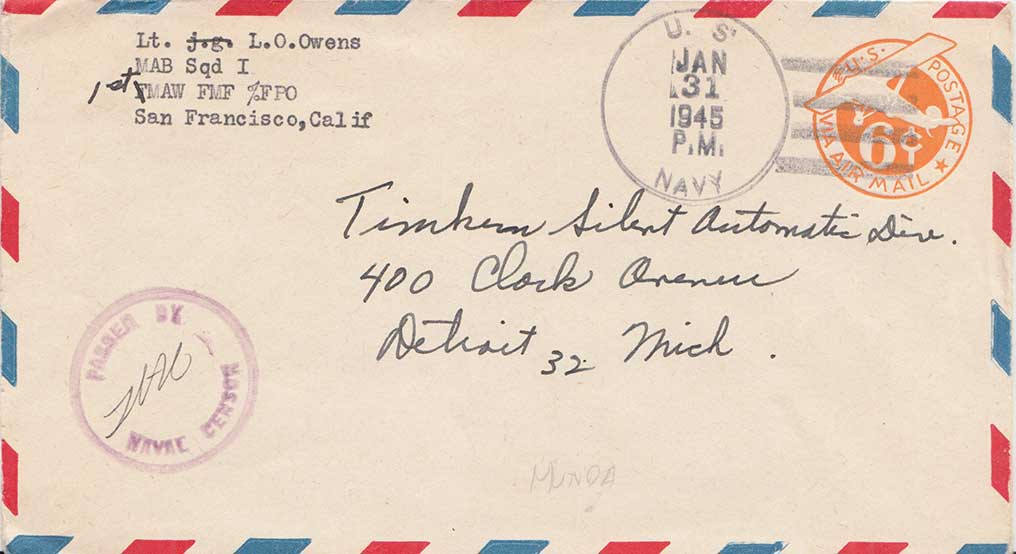 Lt. j.g. L.O.Owens
MAB Sqd I
1st MAW FMF %FPO
San Francisco,Calif
U. S.
JAN
31
1945
P.M.
NAVY
U.S. POSTAGE
6¢
VIA AIR MAIL
Timkern Silent Automatic Div.
400 Clark Avenue
Detroit 32 Mich.
PASSED BY
NAVAL CENSOR
MUNDA